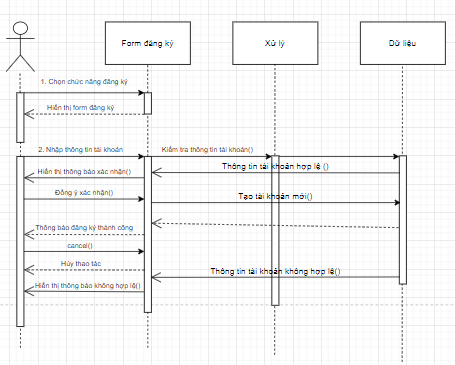 Form đăng ký
Xử lý
Dữ liệu
1. Chọn chức năng đăng ký
Hiển thị form đăng ký
2. Nhập thông tin tài khoản
Kiểm tra thông tin tài khoản()
Thông tin tài khoản hợp lệ ()
Hiển thị thông báo xác nhận()
Đồng ý xác nhận()
Tạo tài khoản mới()
Thông báo đăng ký thành công
cancel()
Hủy thao tác
Thông tin tài khoản không hợp lệ()
Hiển thị thông báo không hợp lệ()